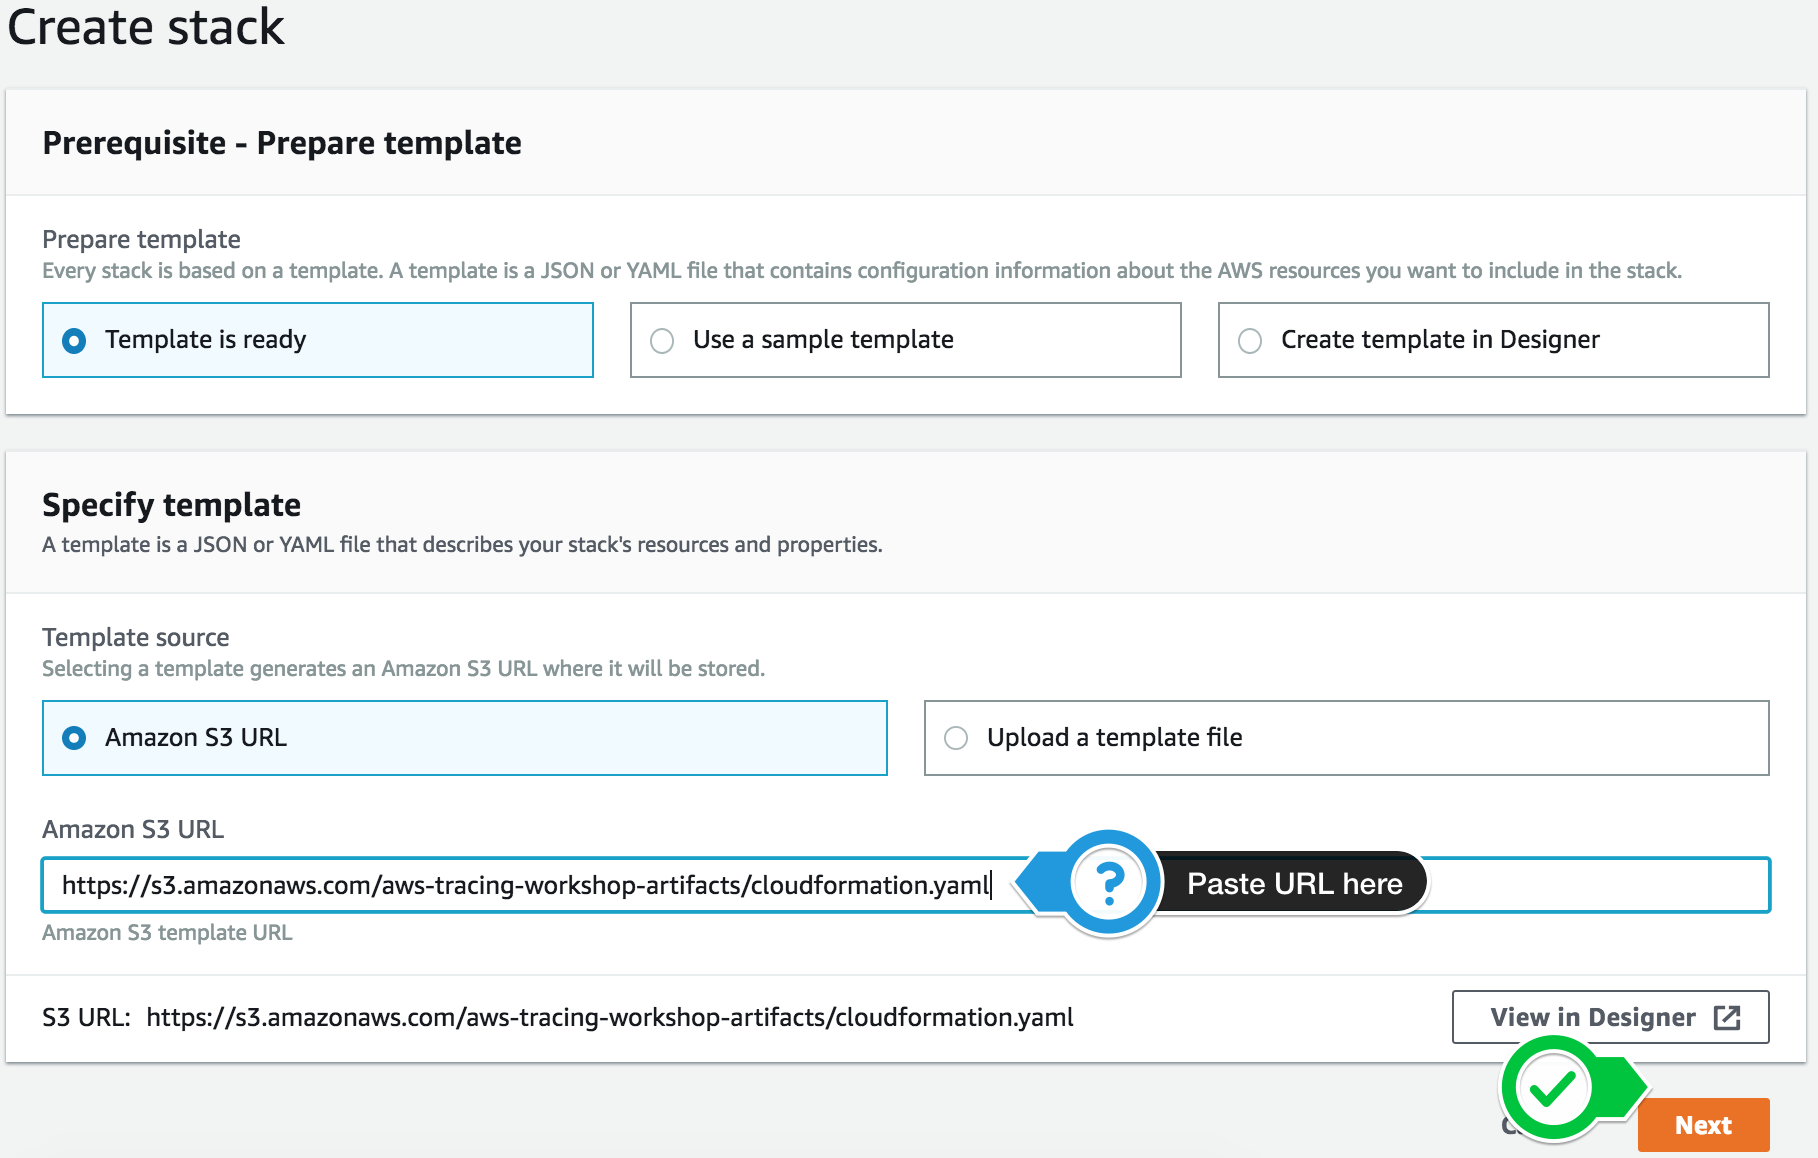 Create stack
Prerequisite - Prepare template
Prepare template
Every stack is based on a template. A template is a JSON or YAML file that contains configuration information about the AWS resources you want to include in the stack.
Template is ready
Use a sample template
Create template in Designer
Specify template
A template is a JSON or YAML file that describes your stack's resources and properties.
Template source
Selecting a template generates an Amazon S3 URL where it will be stored.
Amazon S3 URL
Upload a template file
Amazon S3 URL
https://s3.amazonaws.com/aws-tracing-workshop-artifacts/cloudformation.yaml
? Paste URL here
Amazon S3 template URL
S3 URL: https://s3.amazonaws.com/aws-tracing-workshop-artifacts/cloudformation.yaml
View in Designer
Next